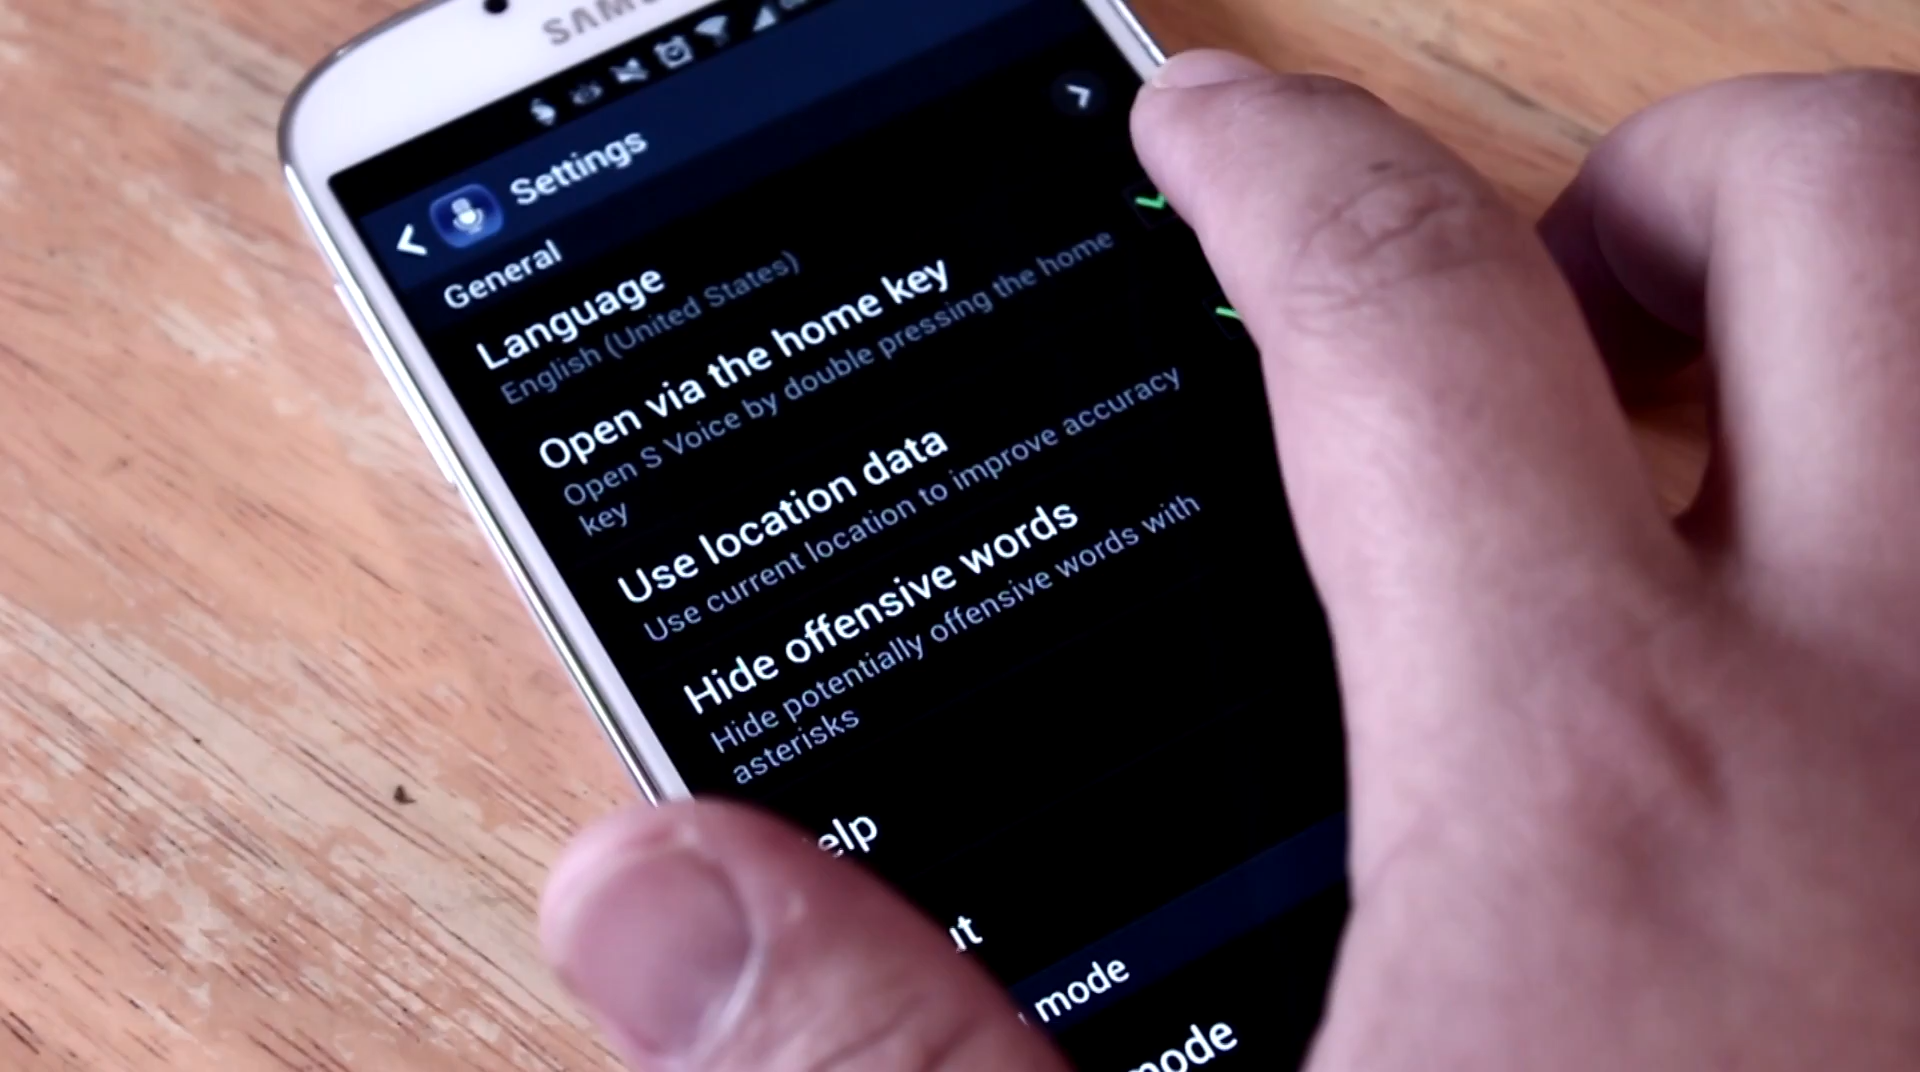 SAMS
Settings
General
Language
English (United States)
Open via the home key
Open S Voice by double pressing the home
key
Use location data
Use current location to improve accuracy
Hide offensive words
Hide potentially offensive words with
asterisks
elp
ut
mode
mode